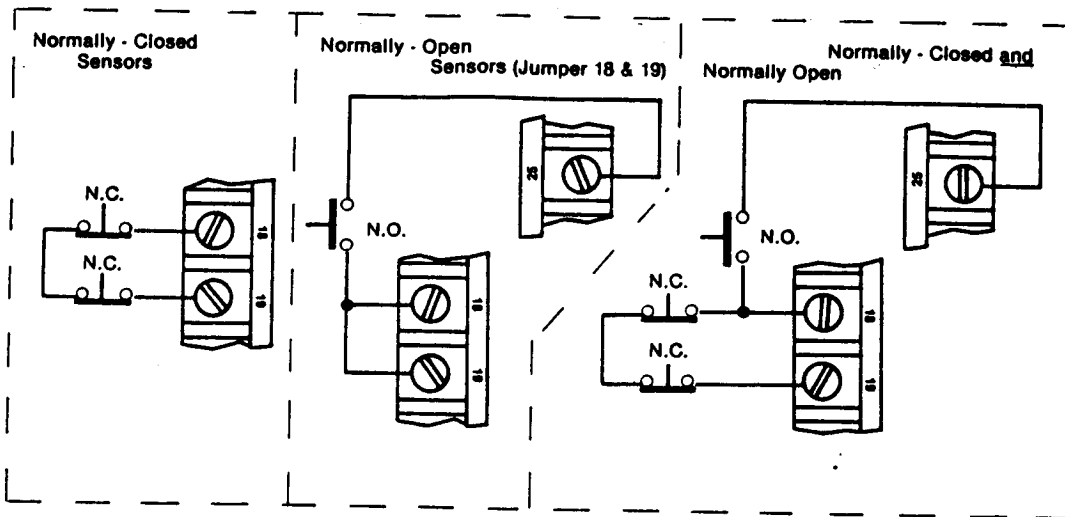 Normally - Closed
Sensors
N.C.
N.C.
18
19
Normally - Open
Sensors (Jumper 18 & 19)
25
N.O.
18
19
Normally - Closed and
Normally Open
25
N.O.
N.C.
N.C.
18
19